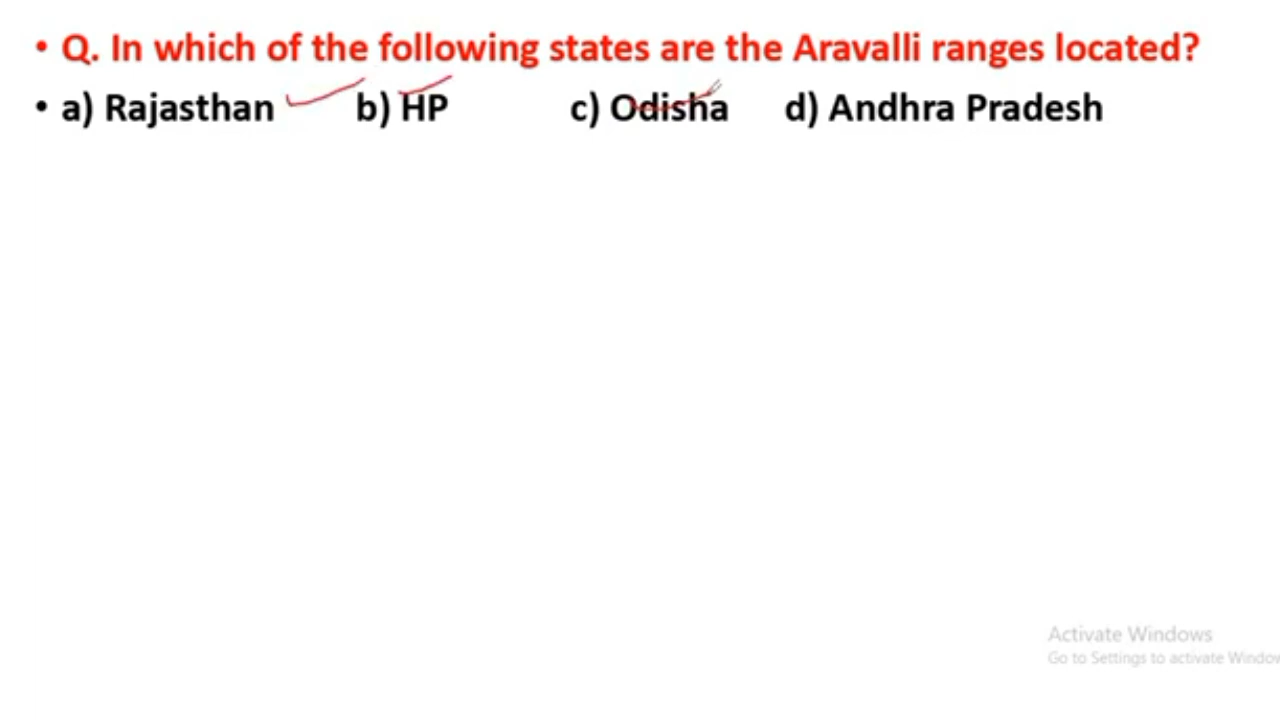 • Q. In which of the following states are the Aravalli ranges located?
• a) Rajasthan b) HP c) Odisha d) Andhra Pradesh
Activate Windows
Go to Settings to activate Window